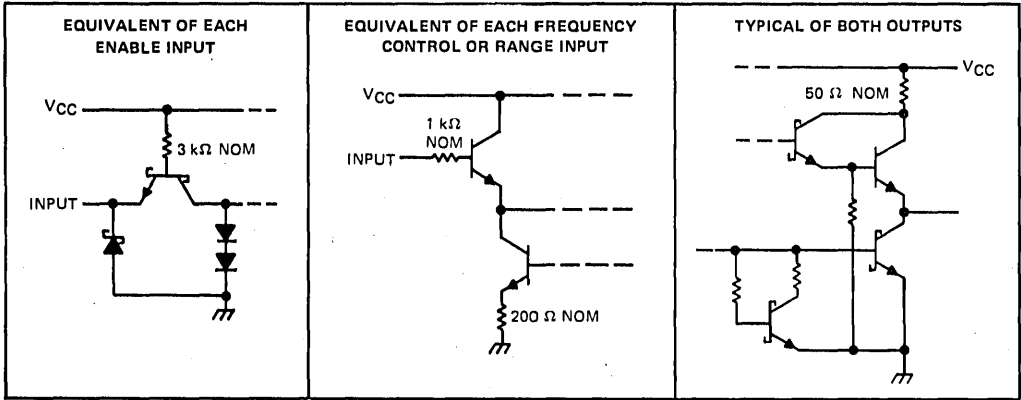 EQUIVALENT OF EACH
ENABLE INPUT
VCC
3 kΩ NOM
INPUT
EQUIVALENT OF EACH FREQUENCY
CONTROL OR RANGE INPUT
VCC
1 kΩ
NOM
INPUT
200 Ω NOM
TYPICAL OF BOTH OUTPUTS
VCC
50 Ω NOM